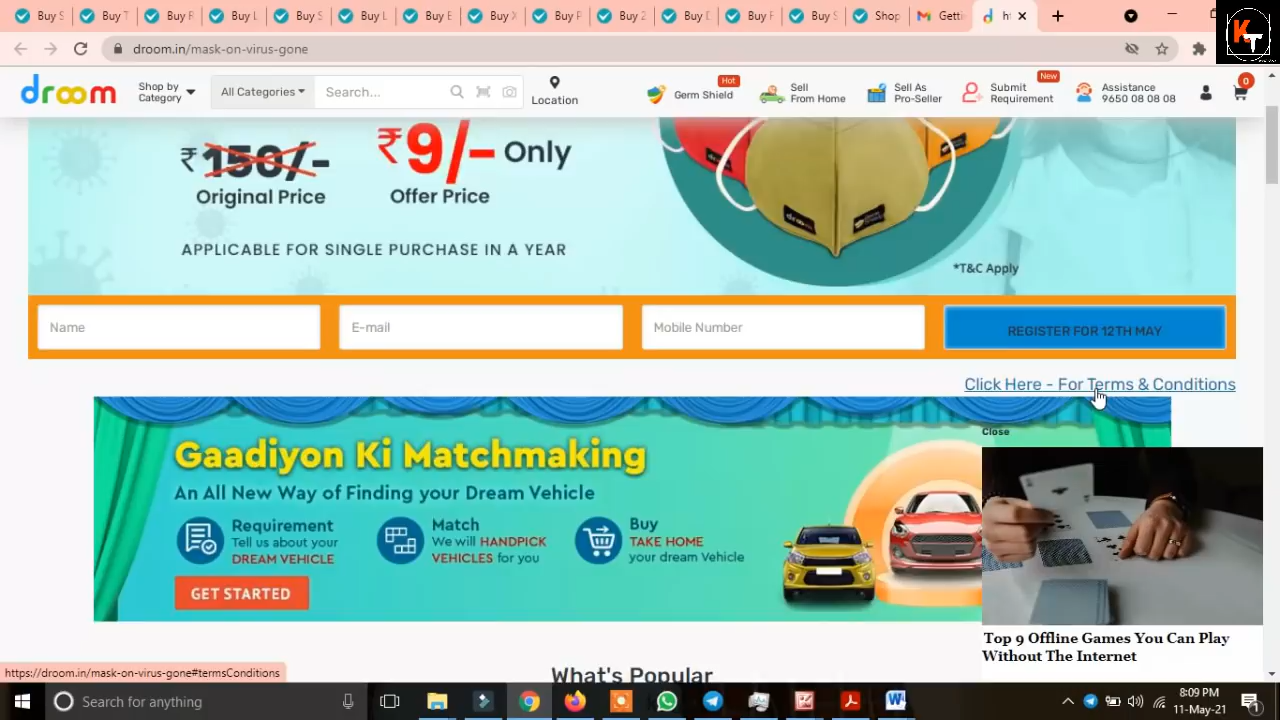 Buy S
Buy T
Buy R
Buy L
Buy S
Buy L
Buy E
Buy X
Buy P
Buy 2
Buy D
Buy F
Buy S
Shop
Getti
h
droom.in/mask-on-virus-gone
KT
droom
Shop by
Category
All Categories
Search...
Location
Germ Shield
Hot
Sell
From Home
Sell As
Pro-Seller
Submit
Requirement
New
Assistance
9650 08 08 08
0
₹ 150/-
Original Price
₹9/- Only
Offer Price
APPLICABLE FOR SINGLE PURCHASE IN A YEAR
droom
*T&C Apply
Name
E-mail
Mobile Number
REGISTER FOR 12TH MAY
Click Here - For Terms & Conditions
Gaadiyon Ki Matchmaking
An All New Way of Finding your Dream Vehicle
Requirement
Tell us about your
DREAM VEHICLE
Match
We will HANDPICK
VEHICLES for you
Buy
TAKE HOME
your dream Vehicle
GET STARTED
Close
Top 9 Offline Games You Can Play
Without The Internet
What's Popular
https://droom.in/mask-on-virus-gone#termsConditions
Search for anything
8:09 PM
11-May-21
1